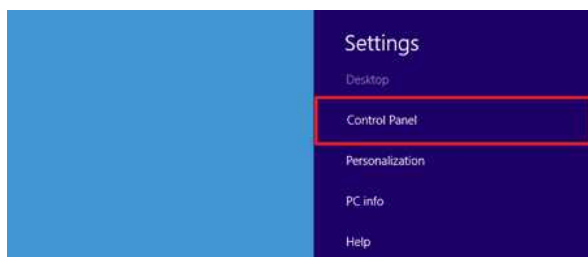 Settings
Desktop
Control Panel
Personalization
PC info
Help